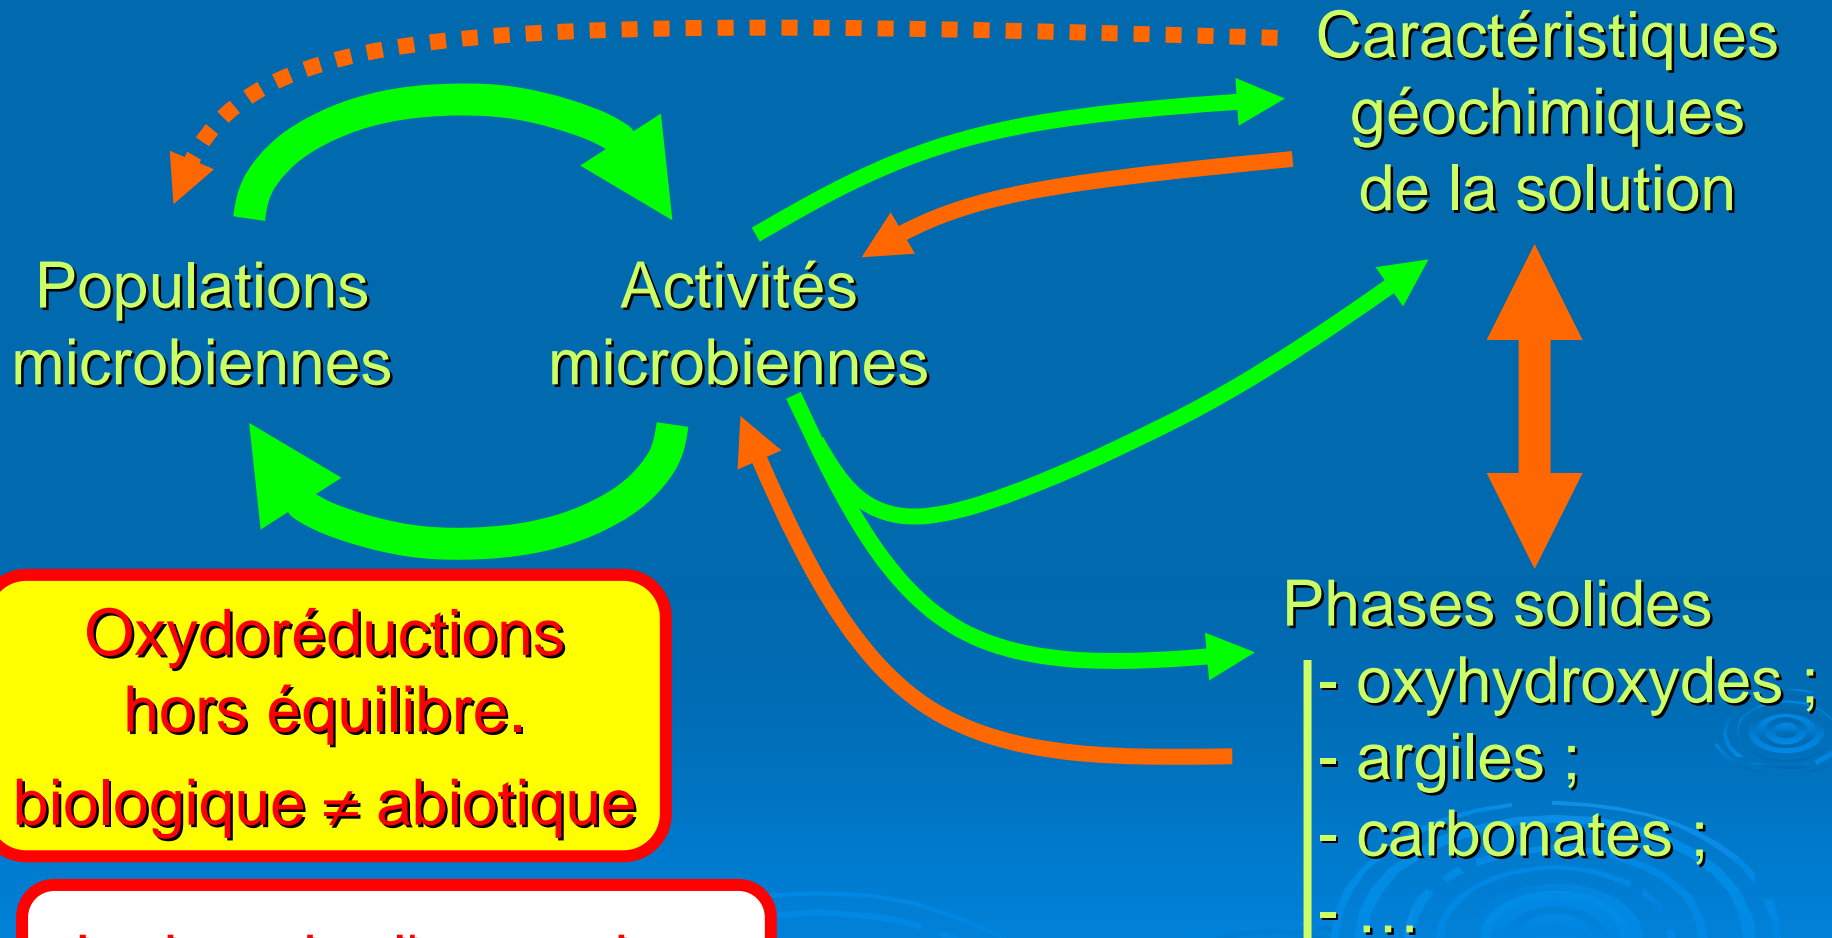 Caractéristiques
géochimiques
de la solution
Populations
microbiennes
Activités
microbiennes
Oxydoréductions
hors équilibre.
biologique ≠ abiotique
Phases solides
- oxyhydroxydes ;
- argiles ;
- carbonates ;
- ...